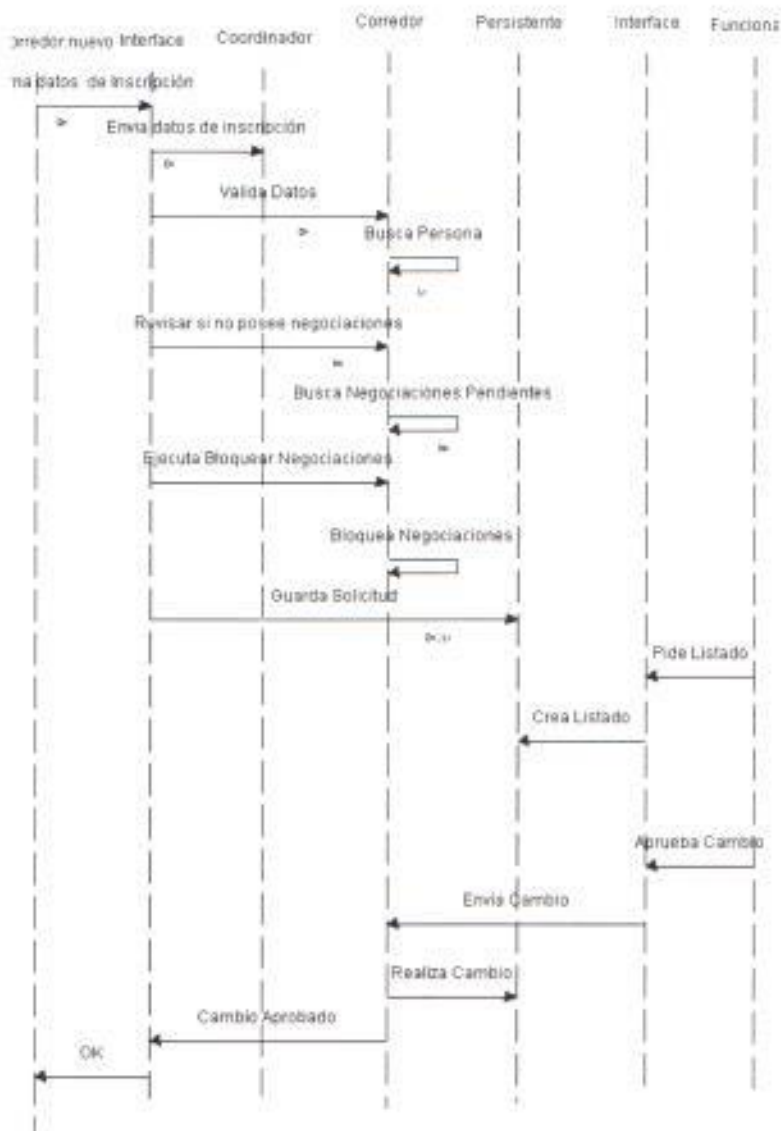 Corredor Persistente Interface Funciona
orredor nuevo Interface Coordinador
na datos de Inscripción
Envia datos de inscripción
Valida Datos
Busca Persona
Revisar si no posee negociaciones
Busca Negociaciones Pendientes
Ejecuta Bloquear Negociaciones
Bloquea Negociaciones
Guarda Solicitud
Pide Listado
Crea Listado
Aprueba Cambio
Envia Cambio
Realiza Cambio
Cambio Aprobado
OK